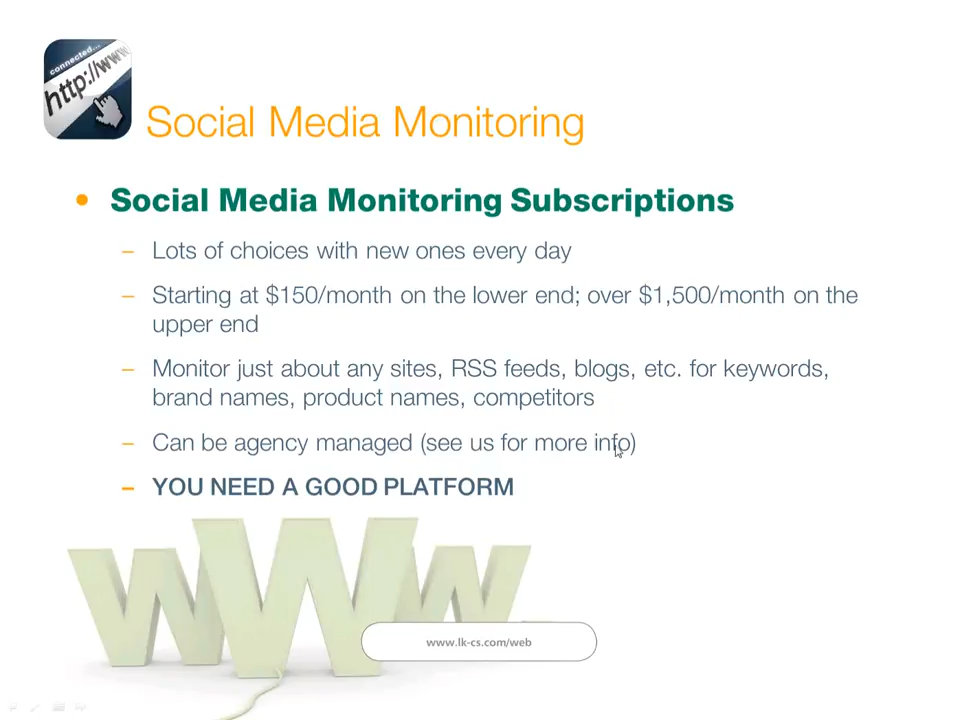 connected...
http://www
Social Media Monitoring
• Social Media Monitoring Subscriptions
– Lots of choices with new ones every day
– Starting at $150/month on the lower end; over $1,500/month on the
upper end
– Monitor just about any sites, RSS feeds, blogs, etc. for keywords,
brand names, product names, competitors
– Can be agency managed (see us for more info)
– YOU NEED A GOOD PLATFORM
WWW
www.lk-cs.com/web